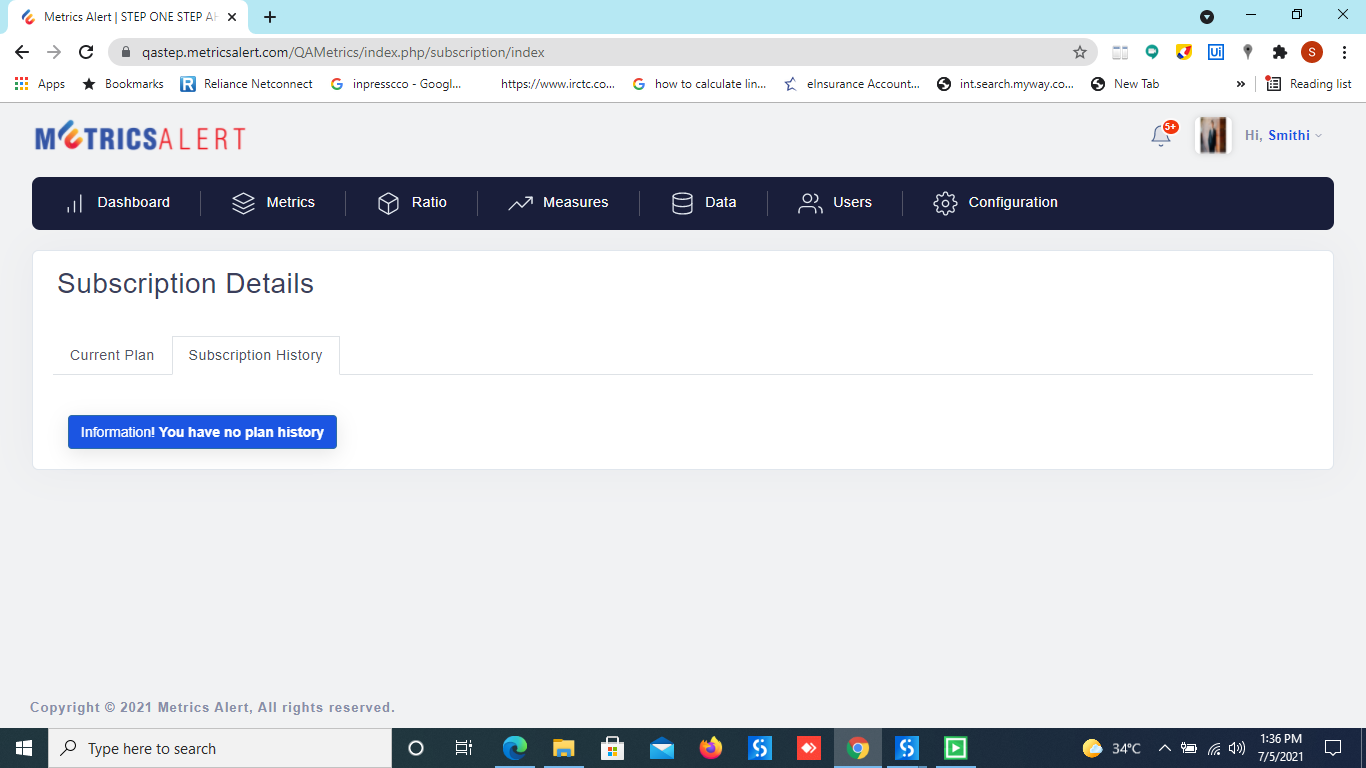 Metrics Alert | STEP ONE STEP AH
qastep.metricsalert.com/QAMetrics/index.php/subscription/index
S
Apps
Bookmarks
R
Reliance Netconnect
inpresscco - Googl...
https://www.irctc.co...
how to calculate lin...
eInsurance Account...
int.search.myway.co...
New Tab
»
Reading list
METRICSALERT
5+
Hi, Smithi
Dashboard
Metrics
Ratio
Measures
Data
Users
Configuration
Subscription Details
Current Plan
Subscription History
Information! You have no plan history
Copyright © 2021 Metrics Alert, All rights reserved.
Type here to search
34°C
1:36 PM
7/5/2021